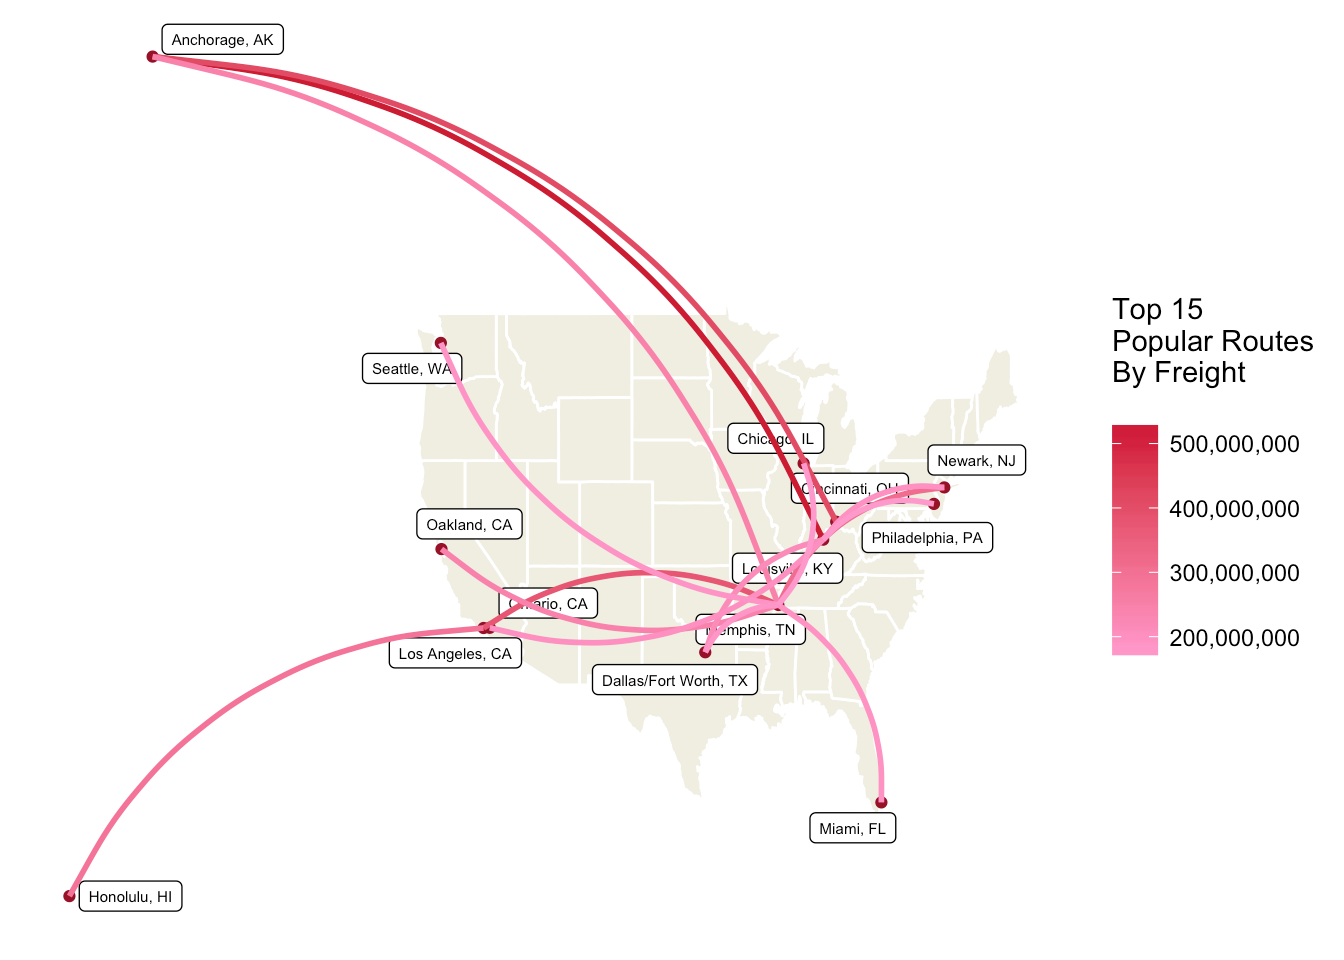 Anchorage, AK
Seattle, WA
Chicago, IL
Newark, NJ
Cincinnati, OH
Oakland, CA
Philadelphia, PA
Louisville, KY
Ontario, CA
Memphis, TN
Los Angeles, CA
Dallas/Fort Worth, TX
Miami, FL
Honolulu, HI
Top 15
Popular Routes
By Freight
500,000,000
400,000,000
300,000,000
200,000,000